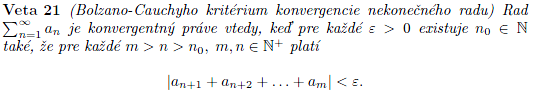 Veta 21 (Bolzano-Cauchyho kritérium konvergencie nekonečného radu) Rad
∑_{n=1}^{∞} a_n je konvergentný práve vtedy, keď pre každé ε > 0 existuje n_0 ∈ ℕ
také, že pre každé m > n > n_0, m, n ∈ ℕ⁺ platí
|a_{n+1} + a_{n+2} + … + a_m| < ε.